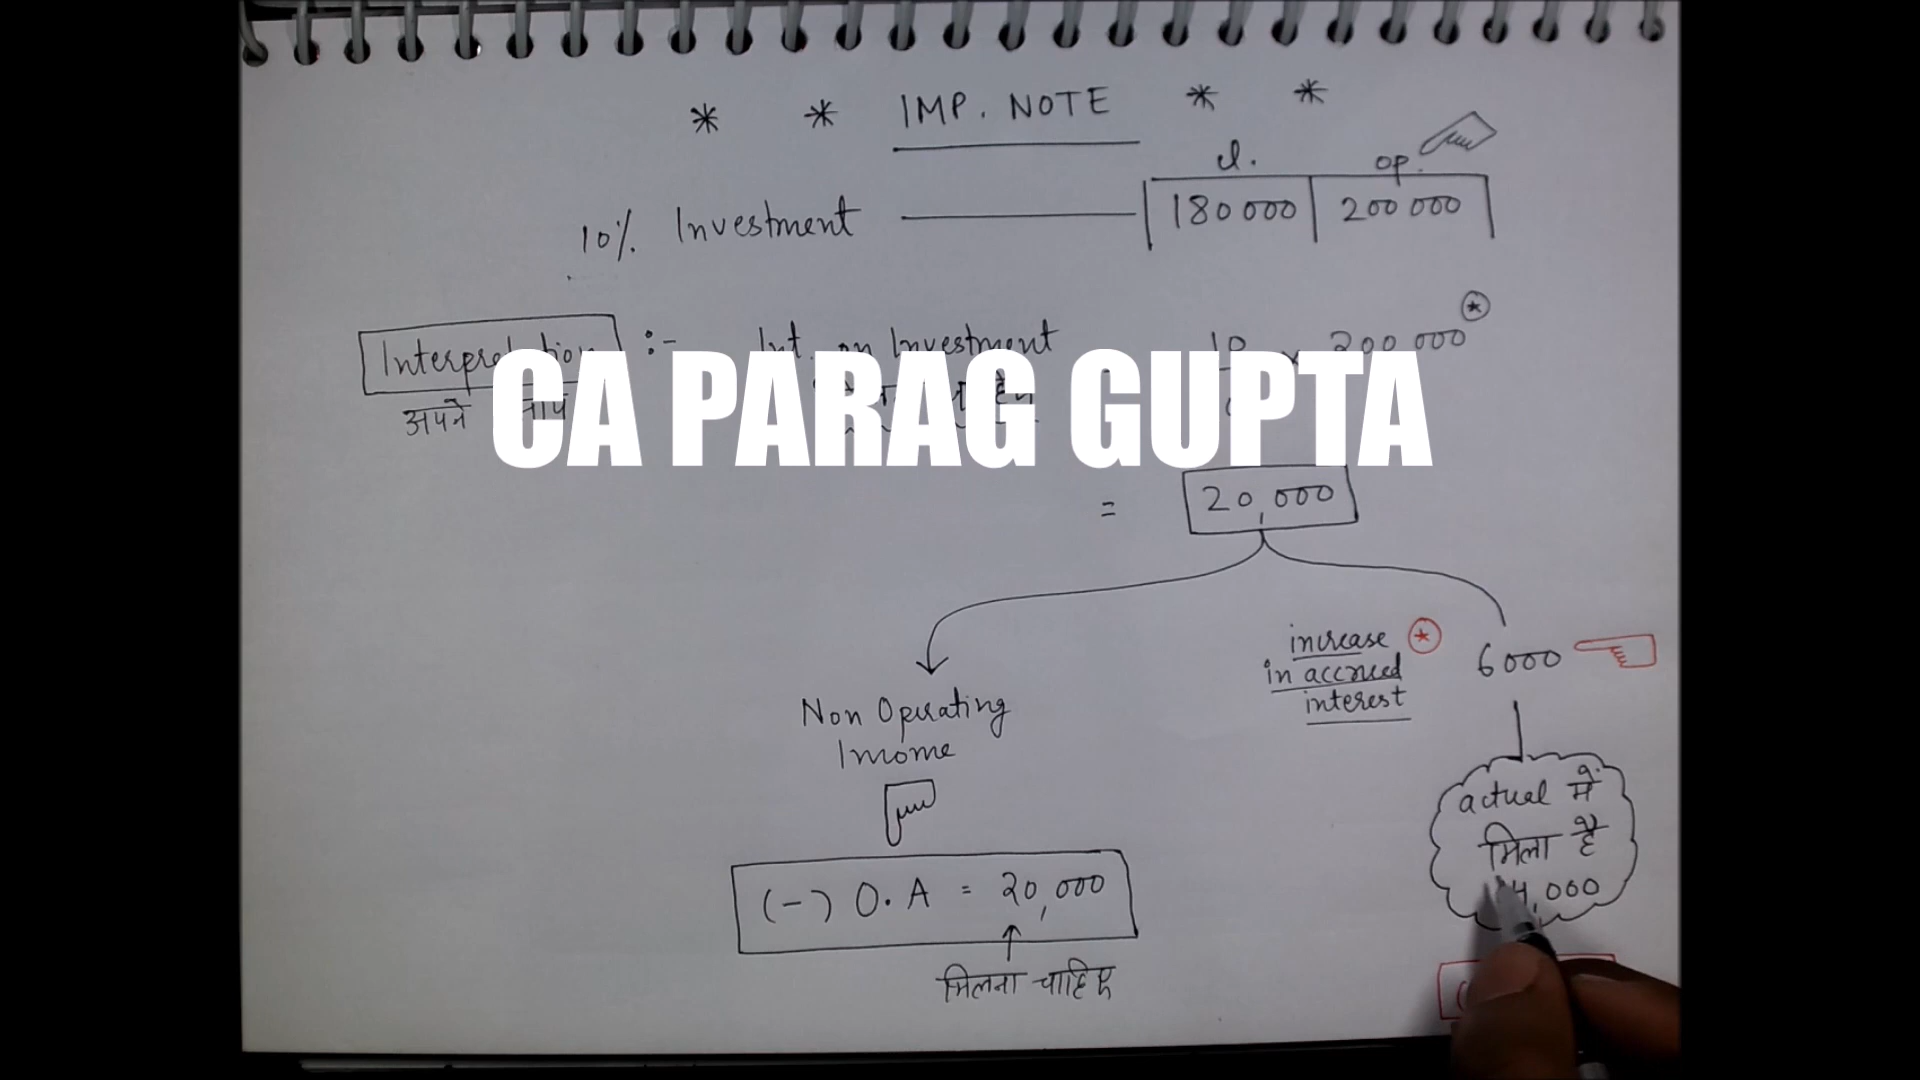 * * IMP. NOTE * *
cl. op.
10% Investment 180000 200000
:- Int. on Investment 10 × 200000 *
अपने
CA PARAG GUPTA
= 20,000
increase * 6000
in accrued
interest
Non Operating
Income
actual में
मिला है
(-) O.A = 20,000
मिलना चाहिए